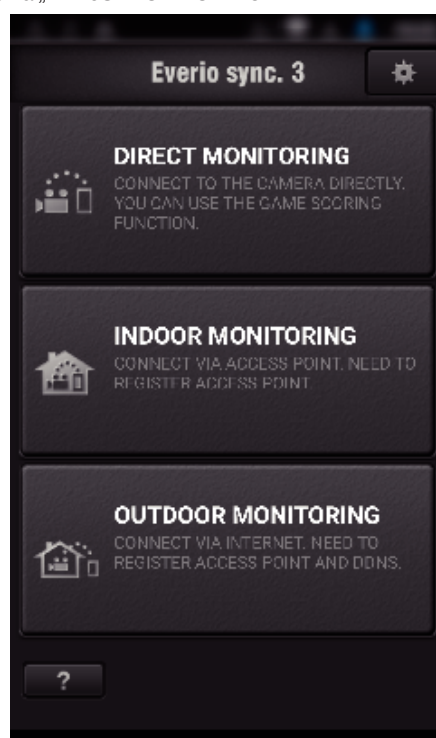 Everio sync. 3
DIRECT MONITORING
CONNECT TO THE CAMERA DIRECTLY.
YOU CAN USE THE GAME SCORING
FUNCTION.
INDOOR MONITORING
CONNECT VIA ACCESS POINT. NEED TO
REGISTER ACCESS POINT.
OUTDOOR MONITORING
CONNECT VIA INTERNET. NEED TO
REGISTER ACCESS POINT AND DDNS.
?